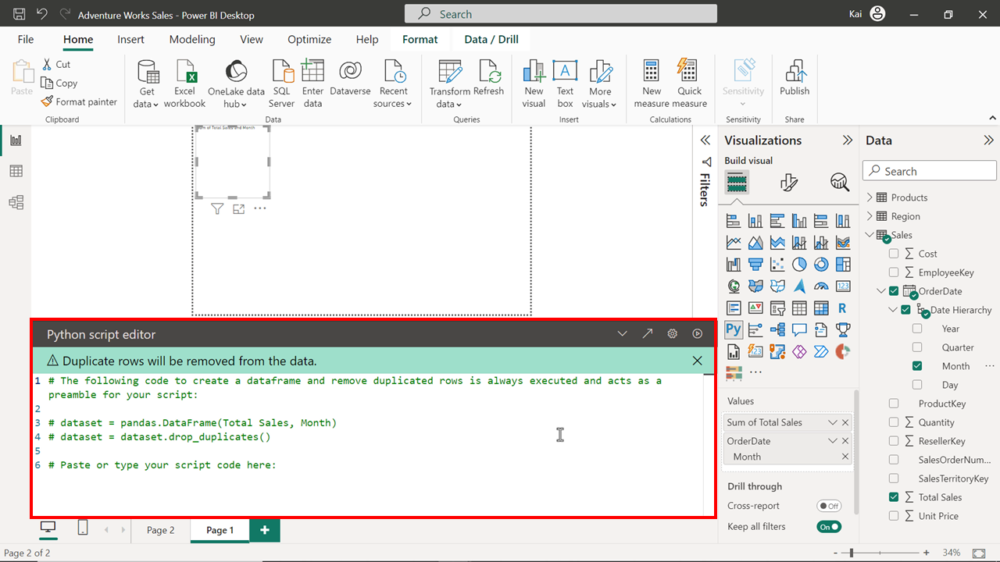 Adventure Works Sales - Power BI Desktop
Search
Kai
File Home Insert Modeling View Optimize Help Format Data / Drill
Paste
Cut
Copy
Format painter
Clipboard
Get data
Excel workbook
OneLake data hub
SQL Server
Enter data
Dataverse
Recent sources
Data
Transform data
Refresh
Queries
New visual
Text box
More visuals
Insert
New measure
Quick measure
Calculations
Sensitivity
Sensitivity
Publish
Share
Sum of Total Sales and Month
Filters
Python script editor
Duplicate rows will be removed from the data.
1 # The following code to create a dataframe and remove duplicated rows is always executed and acts as a
preamble for your script:
2
3 # dataset = pandas.DataFrame(Total Sales, Month)
4 # dataset = dataset.drop_duplicates()
5
6 # Paste or type your script code here:
Visualizations
Build visual
R
Py
123
Values
Sum of Total Sales
OrderDate
Month
Drill through
Cross-report
Off
Keep all filters
On
Data
Search
Products
Region
Sales
Cost
EmployeeKey
OrderDate
Date Hierarchy
Year
Quarter
Month
Day
ProductKey
Quantity
ResellerKey
SalesOrderNum...
SalesTerritoryKey
Total Sales
Unit Price
Page 2
Page 1
Page 2 of 2
- + 34%